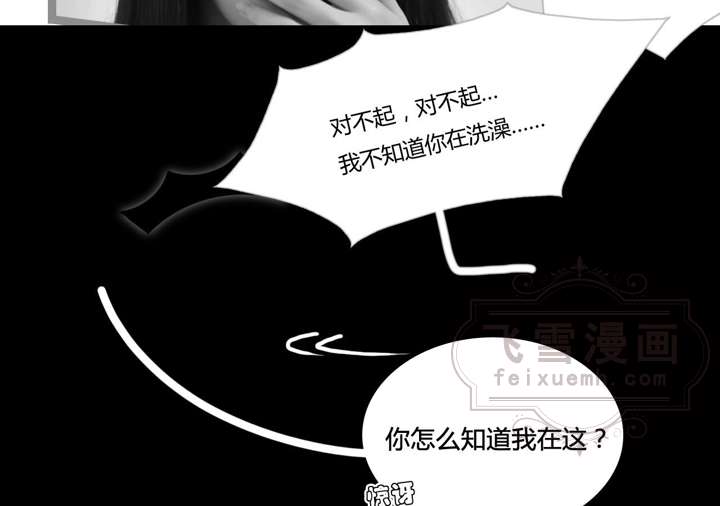 对不起，对不起...
我不知道你在洗澡......
飞雪漫画
feixuemh.com
你怎么知道我在这？
惊讶